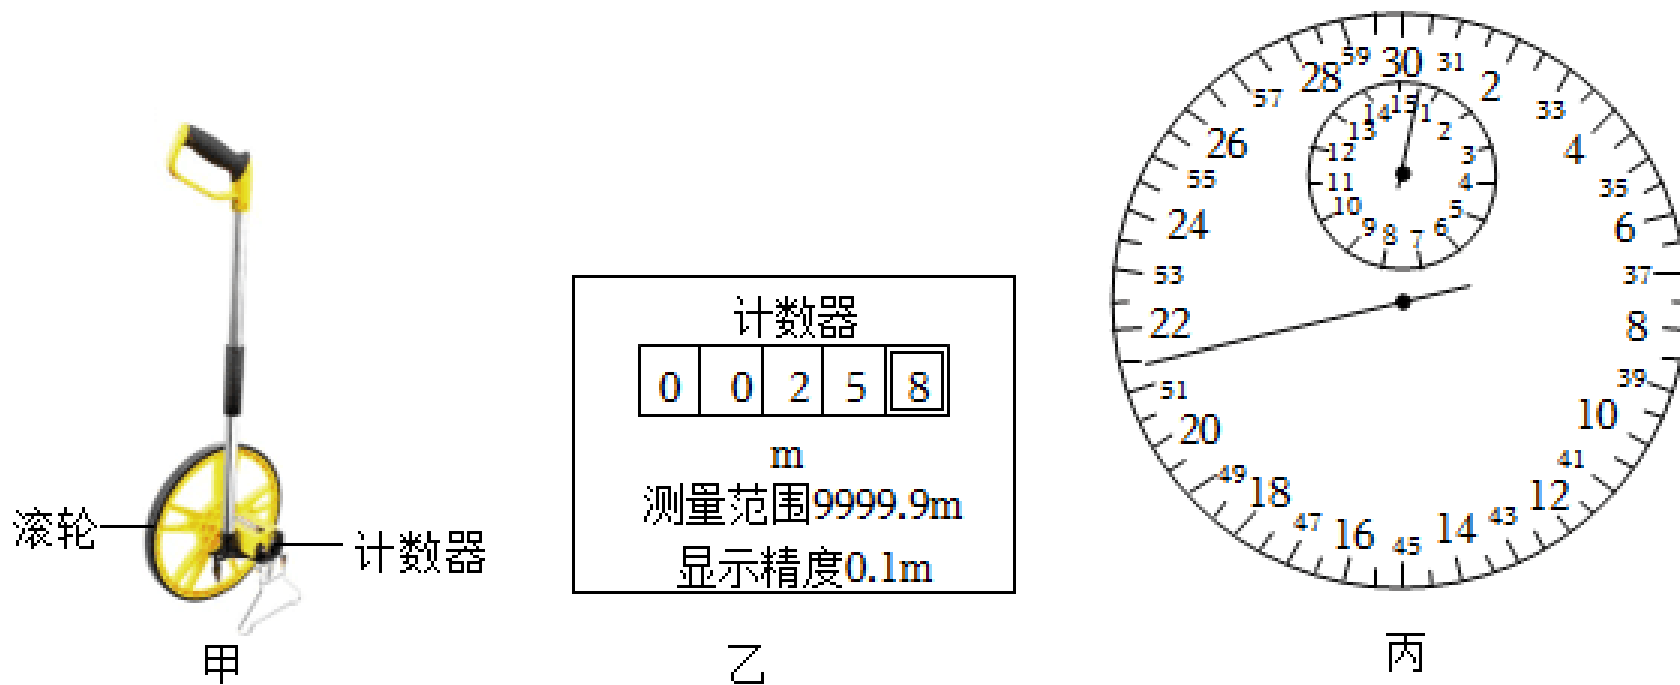 滚轮
计数器
甲
计数器
0 0 2 5 8
m
测量范围9999.9m
显示精度0.1m
乙
30 31 2 33 4 35 6 37 8 39 10 41 12 43 14 45 16 47 18 49 20 51 22 53 24 55 26 57 28 59
15 1 2 3 4 5 6 7 8 9 10 11 12 13 14
丙